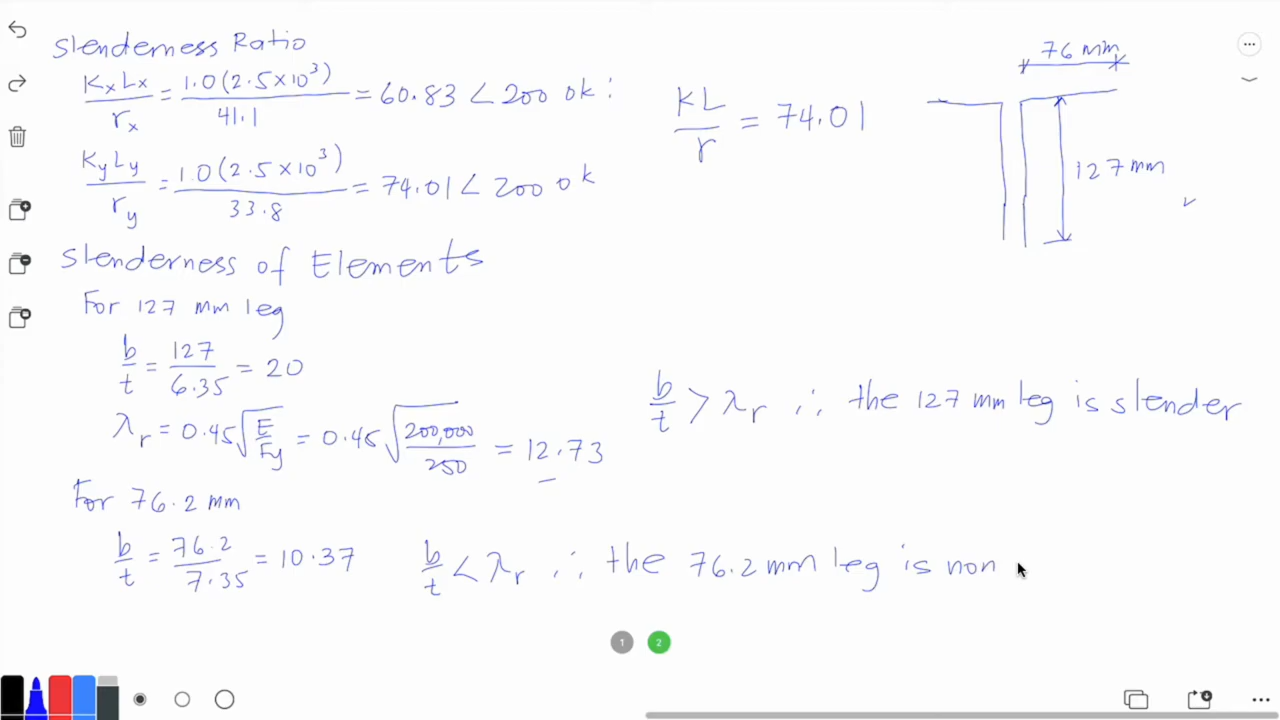 Slenderness Ratio
KxLx/rx = 1.0(2.5×10³)/41.1 = 60.83 < 200 ok!
KyLy/ry = 1.0(2.5×10³)/33.8 = 74.01 < 200 ok
KL/r = 74.01
76 mm
127 mm
Slenderness of Elements
For 127 mm leg
b/t = 127/6.35 = 20
λr = 0.45√(E/Fy) = 0.45√(200,000/250) = 12.73
b/t > λr ∴ the 127 mm leg is slender
For 76.2 mm
b/t = 76.2/7.35 = 10.37
b/t < λr ∴ the 76.2 mm leg is non
1
2